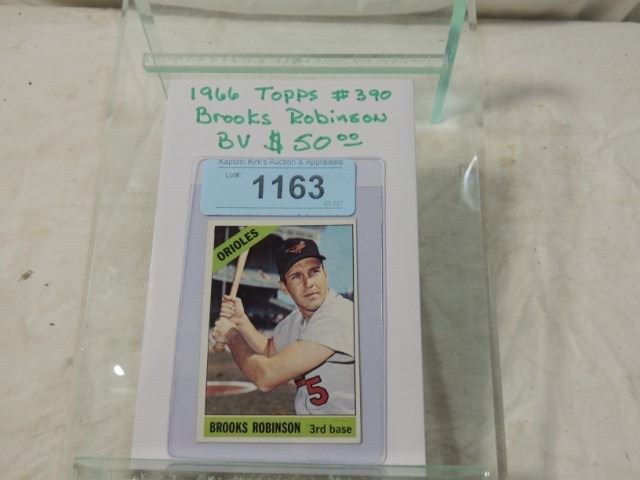 1966 Topps #390
Brooks Robinson
BV $50.00
Kaptain Kirk's Auction & Appraisals
Lot#:
1163
ORIOLES
5
BROOKS ROBINSON 3rd base